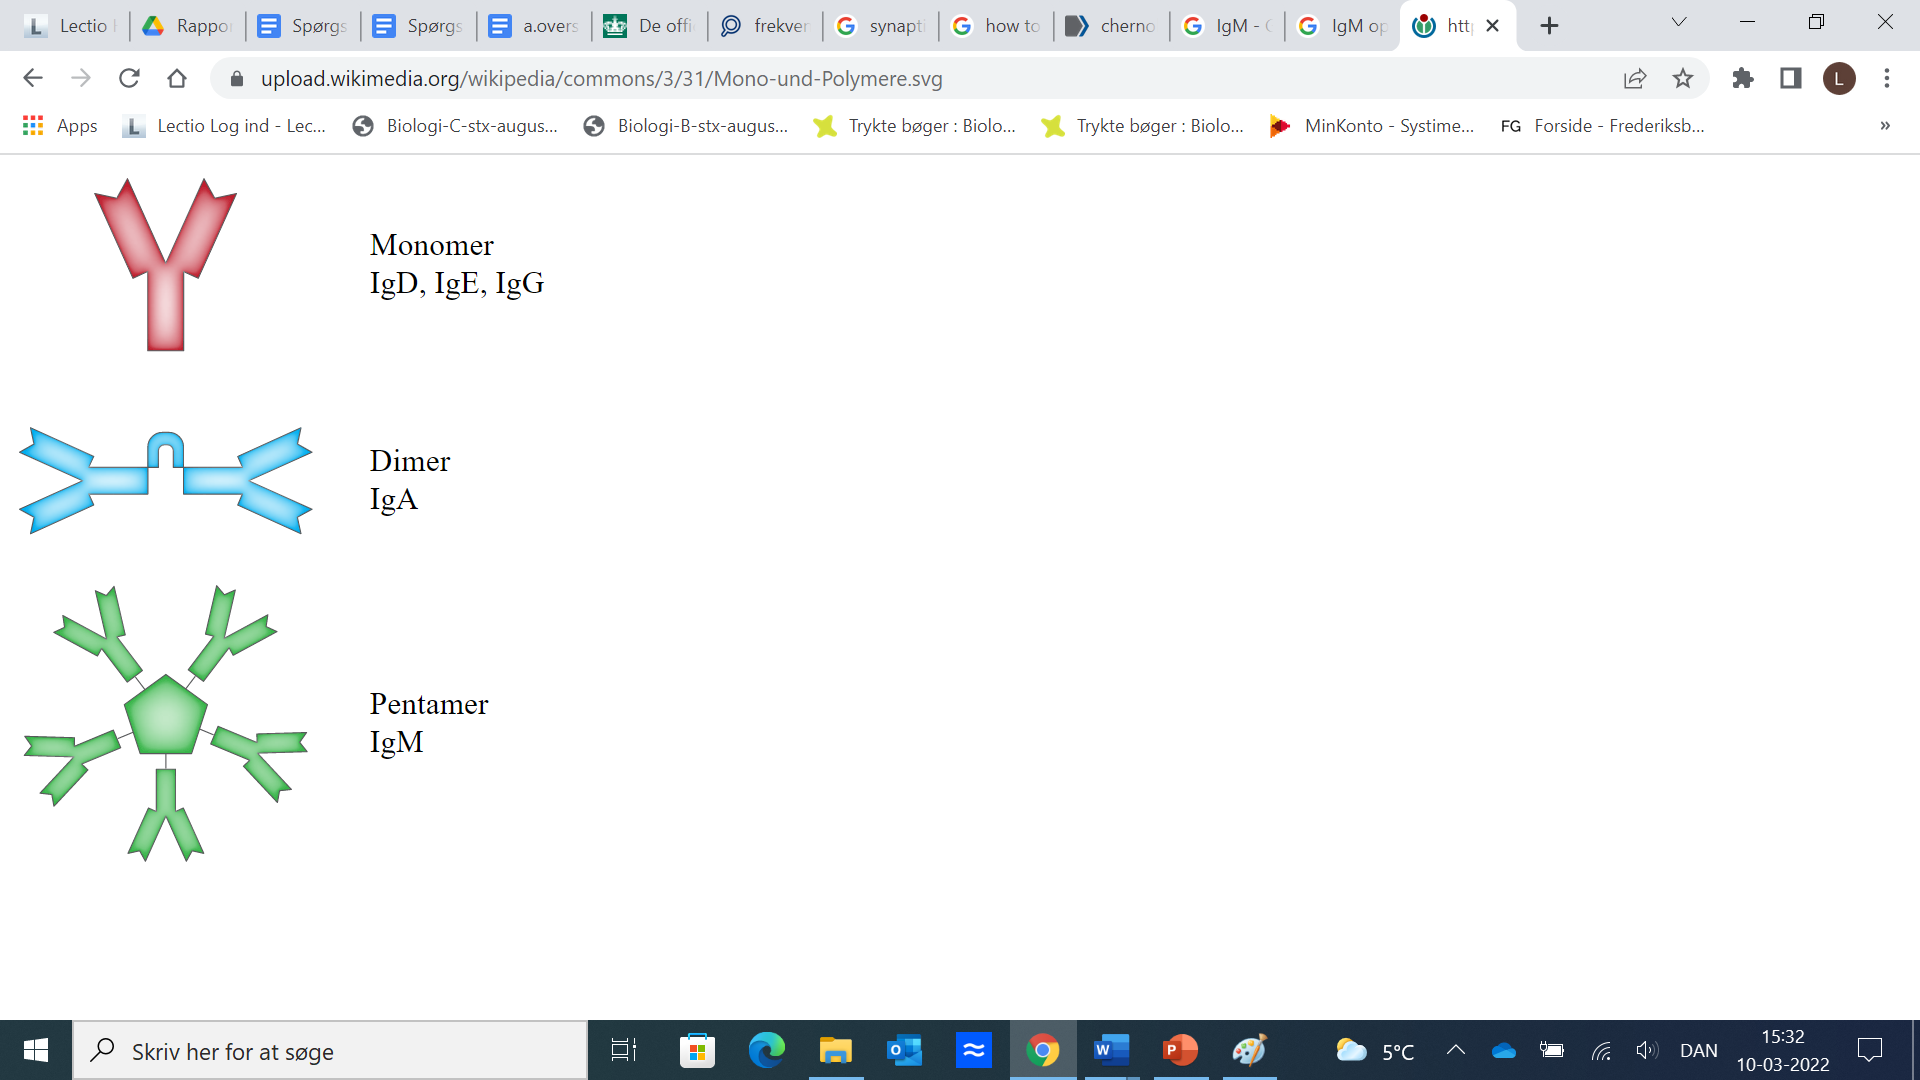 Lectio
Rappo
Spørgs
Spørgs
a.overs
De offi
frekver
synapti
how to
cherno
IgM - G
IgM op
http
upload.wikimedia.org/wikipedia/commons/3/31/Mono-und-Polymere.svg
L
Apps
Lectio Log ind - Lec...
Biologi-C-stx-augus...
Biologi-B-stx-augus...
Trykte bøger : Biolo...
Trykte bøger : Biolo...
MinKonto - Systime...
FG Forside - Frederiksb...
Monomer
IgD, IgE, IgG
Dimer
IgA
Pentamer
IgM
Skriv her for at søge
5°C
DAN
15:32
10-03-2022